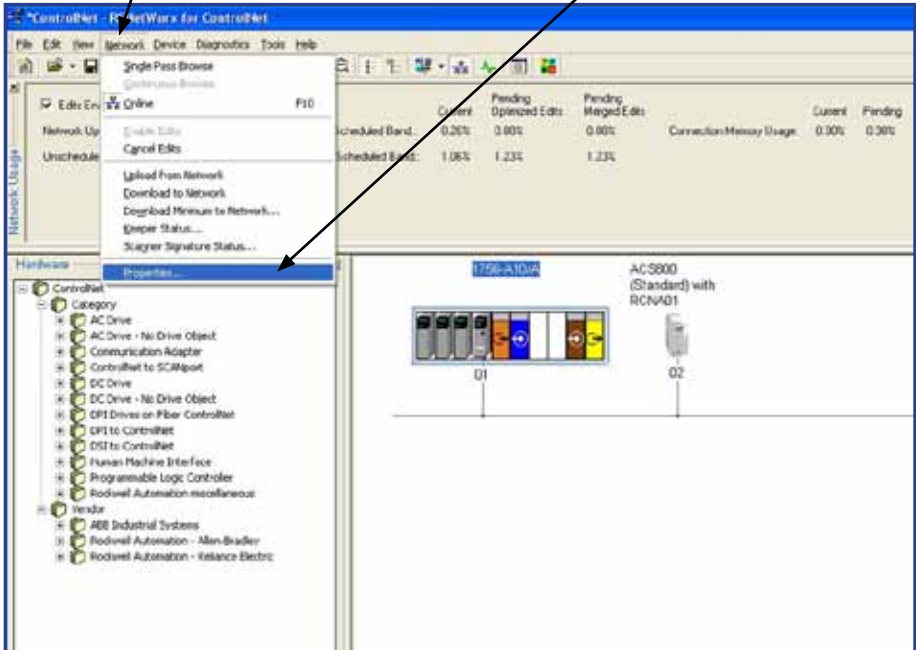 *ControlNet - RSNetWorx for ControlNet
File Edit View Network Device Diagnostics Tools Help
Single Pass Browse
Continuous Browse
Online F10
Enable Edits
Cancel Edits
Upload from Network
Download to Network
Download Minimum to Network...
Keeper Status...
Scanner Signature Status...
Properties...
Edits En
Current
Pending
Optimized Edits
Pending
Merged Edits
Current Pending
Network Up
Scheduled Band.: 0.26% 0.80% 0.80% Connection Memory Usage: 0.30% 0.30%
Unschedule
Scheduled Band.: 1.06% 1.23% 1.23%
Network Usage
Hardware
ControlNet
Category
AC Drive
AC Drive - No Drive Object
Communication Adapter
ControlNet to SCANport
DC Drive
DC Drive - No Drive Object
DPI Drives on Fiber ControlNet
DPI to ControlNet
DSI to ControlNet
Human Machine Interface
Programmable Logic Controller
Rockwell Automation miscellaneous
Vendor
ABB Industrial Systems
Rockwell Automation - Allen-Bradley
Rockwell Automation - Reliance Electric
1756-A10/A
01
ACS800
(Standard) with
RCNA01
02